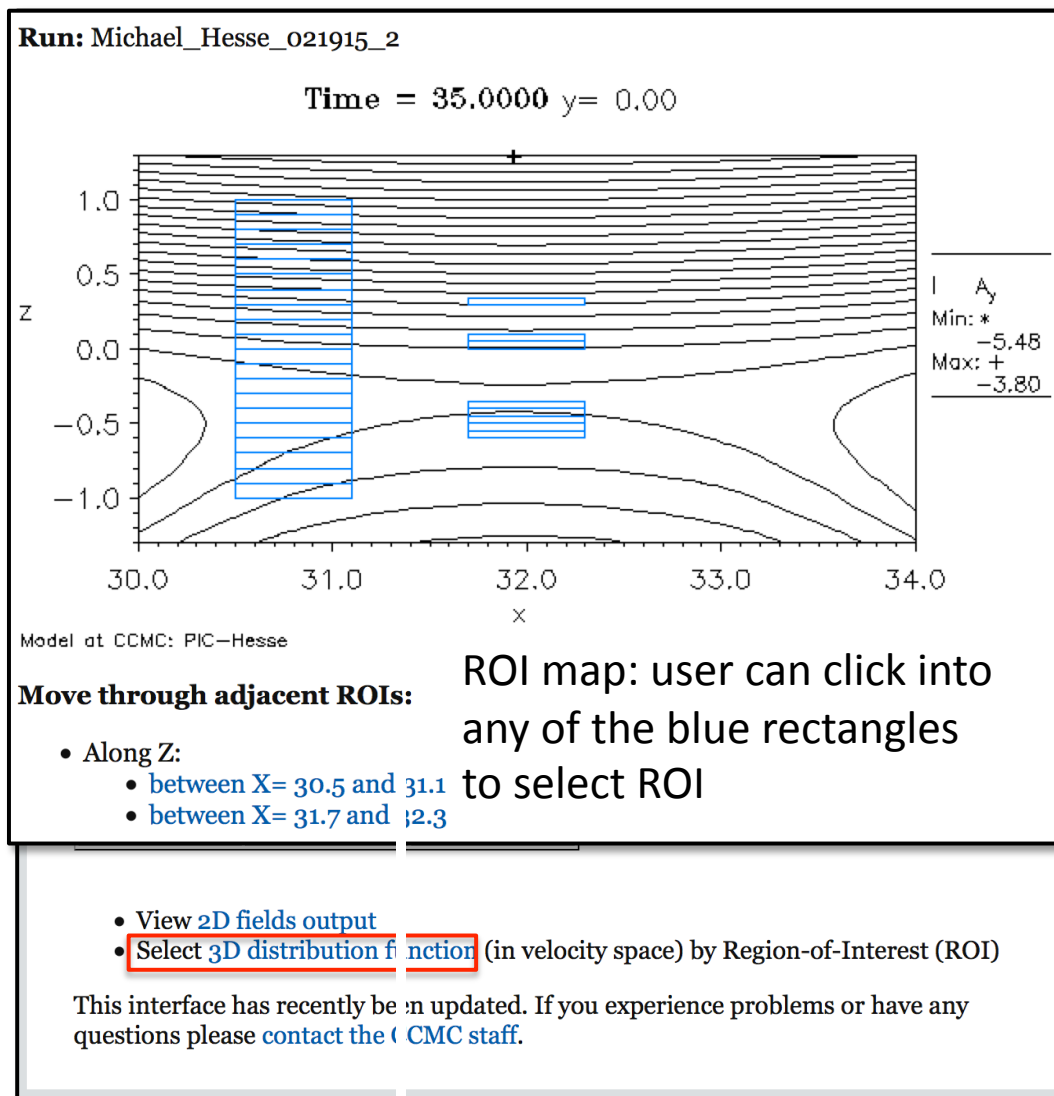 Run: Michael_Hesse_021915_2
Time = 35.0000 y= 0.00
1.0
0.5
0.0
−0.5
−1.0
Z
30.0 31.0 32.0 33.0 34.0
X
| Ay
Min: *
−5.48
Max: +
−3.80
Model at CCMC: PIC−Hesse
ROI map: user can click into
any of the blue rectangles
to select ROI
Move through adjacent ROIs:
• Along Z:
• between X= 30.5 and 31.1
• between X= 31.7 and 32.3
• View 2D fields output
• Select 3D distribution function (in velocity space) by Region-of-Interest (ROI)
This interface has recently been updated. If you experience problems or have any
questions please contact the CCMC staff.